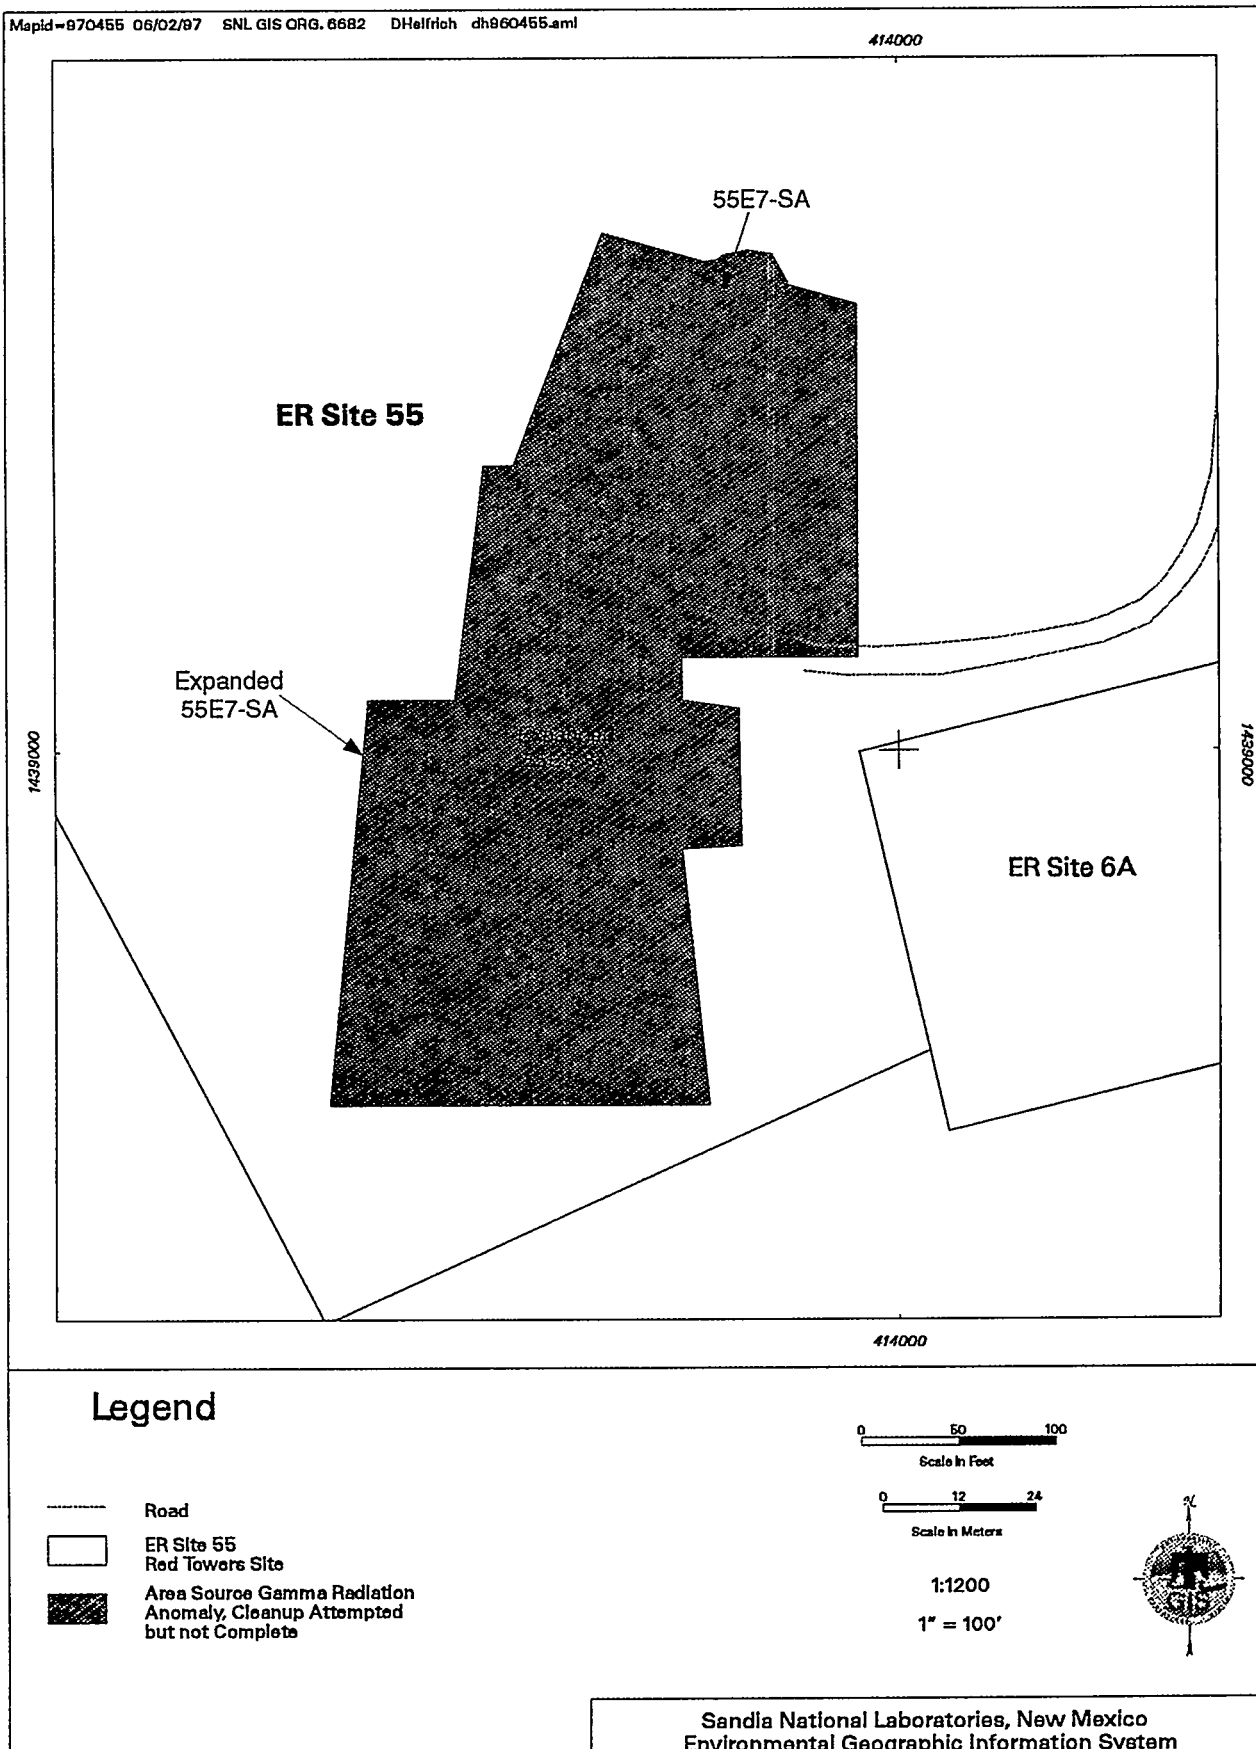 MapId=970455 06/02/97 SNL GIS ORG. 6682 DHelfrich dh960455.aml
414000
55E7-SA
ER Site 55
Expanded
55E7-SA
1439000
1439000
ER Site 6A
414000
Legend
Road
ER Site 55
Red Towers Site
Area Source Gamma Radiation
Anomaly, Cleanup Attempted
but not Complete
0 50 100
Scale in Feet
0 12 24
Scale in Meters
1:1200
1" = 100'
N
GIS
Sandia National Laboratories, New Mexico
Environmental Geographic Information System